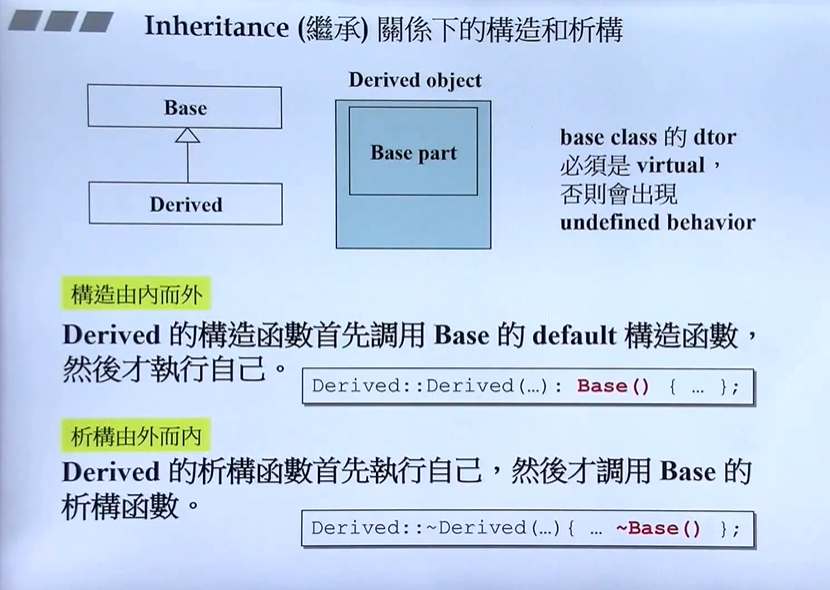 Inheritance (繼承) 關係下的構造和析構
Base
Derived
Derived object
Base part
base class 的 dtor
必須是 virtual，
否則會出現
undefined behavior
構造由內而外
Derived 的構造函數首先調用 Base 的 default 構造函數，
然後才執行自己。
Derived::Derived(…): Base() { … };
析構由外而內
Derived 的析構函數首先執行自己，然後才調用 Base 的
析構函數。
Derived::~Derived(…){ … ~Base() };